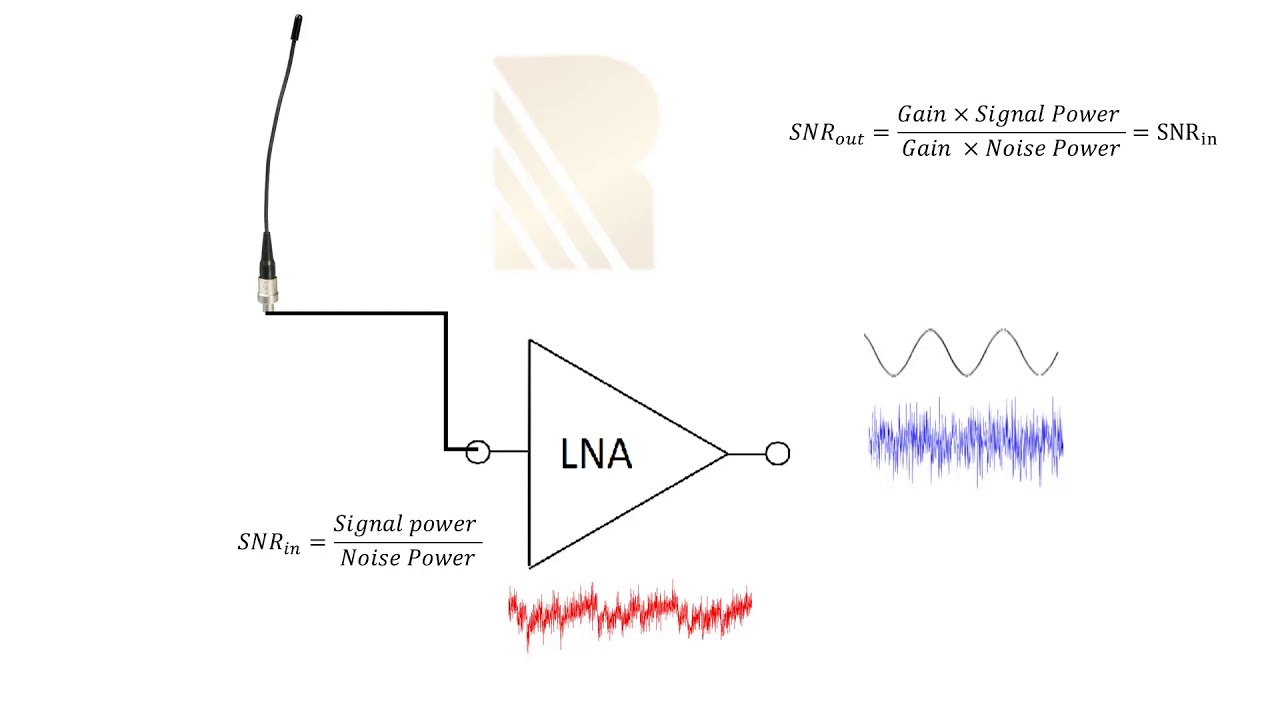 SNR_out = Gain × Signal Power / Gain × Noise Power = SNR_in
LNA
SNR_in = Signal power / Noise Power